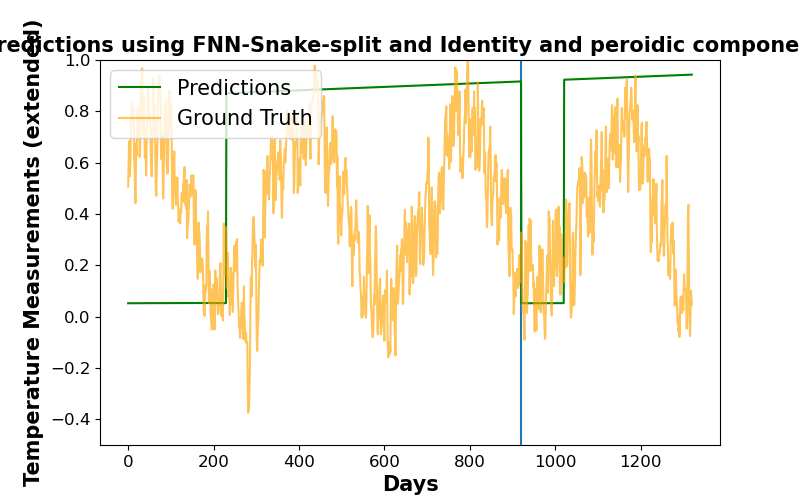 redictions using FNN-Snake-split and Identity and peroidic compone
Temperature Measurements (extended)
Predictions
Ground Truth
1.0
0.8
0.6
0.4
0.2
0.0
−0.2
−0.4
0 200 400 600 800 1000 1200
Days